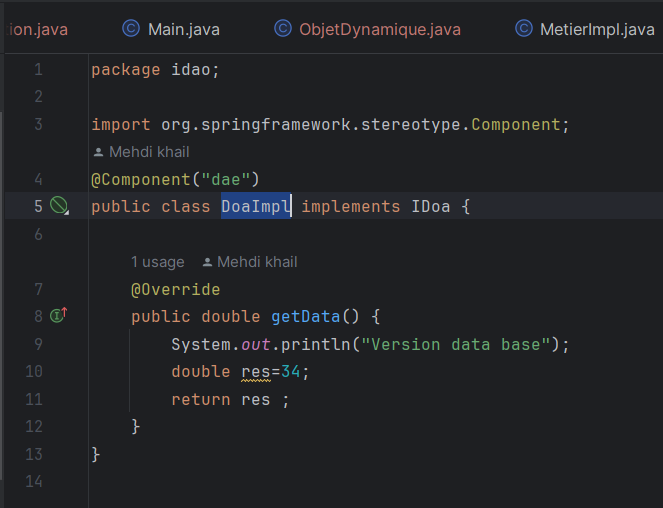 ion.java Main.java ObjetDynamique.java MetierImpl.java
1 package idao;
2
3 import org.springframework.stereotype.Component;
Mehdi khail
4 @Component("dae")
5 public class DoaImpl implements IDoa {
6
1 usage Mehdi khail
7 @Override
8 public double getData() {
9 System.out.println("Version data base");
10 double res=34;
11 return res ;
12 }
13 }
14